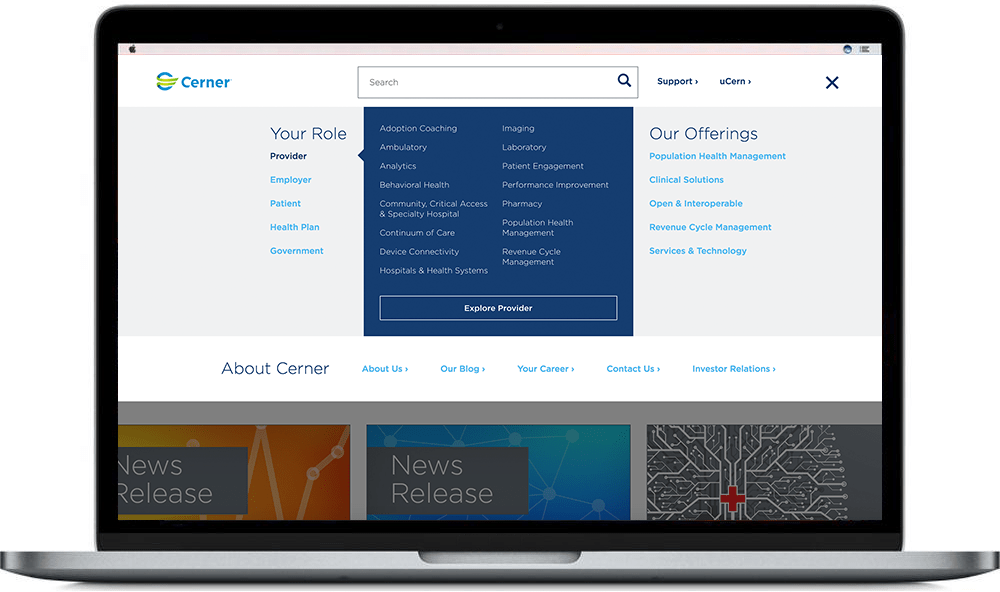 Cerner
Search
Support ›
uCern ›
Your Role
Provider
Employer
Patient
Health Plan
Government
Adoption Coaching
Ambulatory
Analytics
Behavioral Health
Community, Critical Access
& Specialty Hospital
Continuum of Care
Device Connectivity
Hospitals & Health Systems
Imaging
Laboratory
Patient Engagement
Performance Improvement
Pharmacy
Population Health
Management
Revenue Cycle
Management
Explore Provider
Our Offerings
Population Health Management
Clinical Solutions
Open & Interoperable
Revenue Cycle Management
Services & Technology
About Cerner
About Us ›
Our Blog ›
Your Career ›
Contact Us ›
Investor Relations ›
News
Release
News
Release